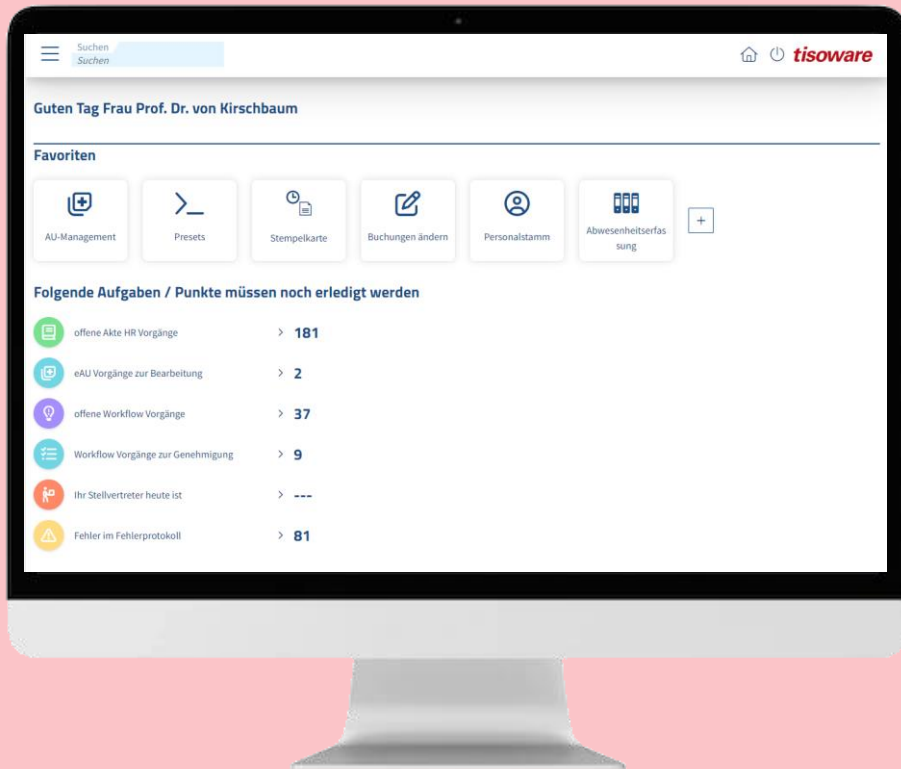 Suchen
Suchen
tisoware
Guten Tag Frau Prof. Dr. von Kirschbaum
Favoriten
AU-Management
Presets
Stempelkarte
Buchungen ändern
Personalstamm
Abwesenheitserfas
sung
Folgende Aufgaben / Punkte müssen noch erledigt werden
offene Akte HR Vorgänge > 181
eAU Vorgänge zur Bearbeitung > 2
offene Workflow Vorgänge > 37
Workflow Vorgänge zur Genehmigung > 9
Ihr Stellvertreter heute ist > ---
Fehler im Fehlerprotokoll > 81